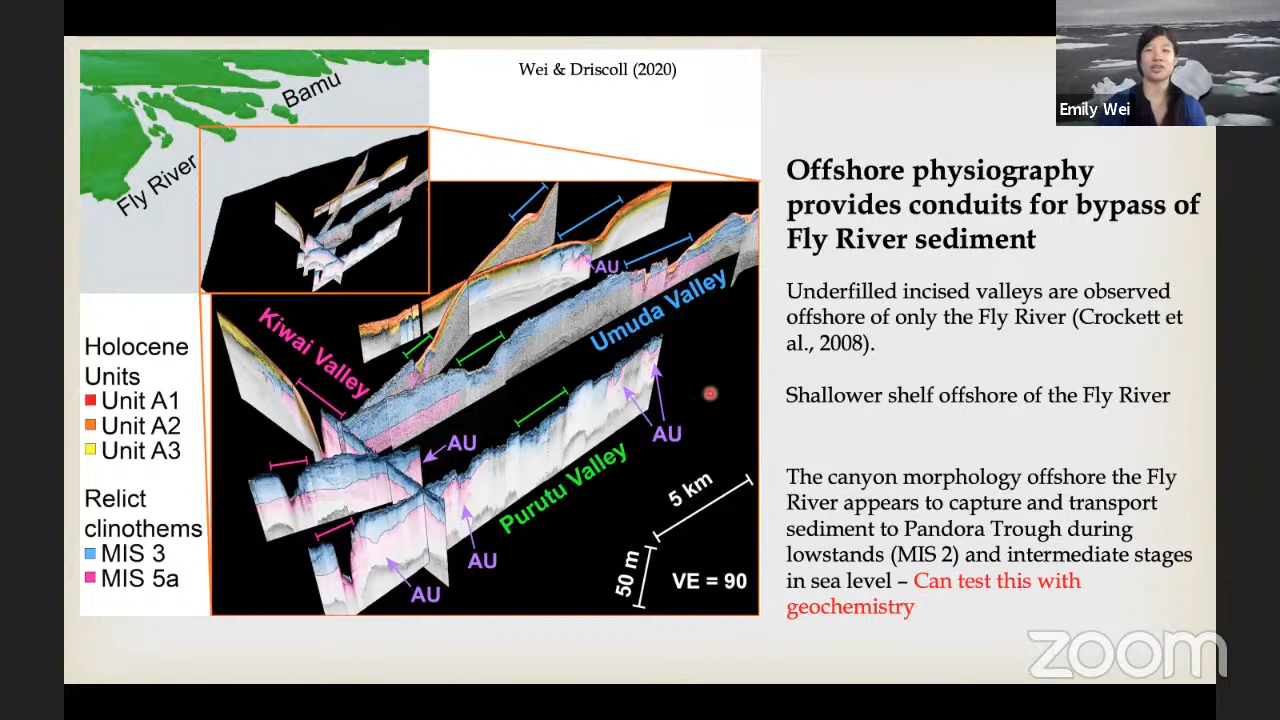 Wei & Driscoll (2020)
Emily Wei
Bamu
Fly River
Offshore physiography
provides conduits for bypass of
Fly River sediment
Underfilled incised valleys are observed
offshore of only the Fly River (Crockett et
al., 2008).
Shallower shelf offshore of the Fly River
The canyon morphology offshore the Fly
River appears to capture and transport
sediment to Pandora Trough during
lowstands (MIS 2) and intermediate stages
in sea level – Can test this with
geochemistry
Kiwai Valley
Umuda Valley
Purutu Valley
AU
AU
AU
AU
AU
5 km
50 m
VE = 90
Holocene
Units
Unit A1
Unit A2
Unit A3
Relict
clinothems
MIS 3
MIS 5a
zoom